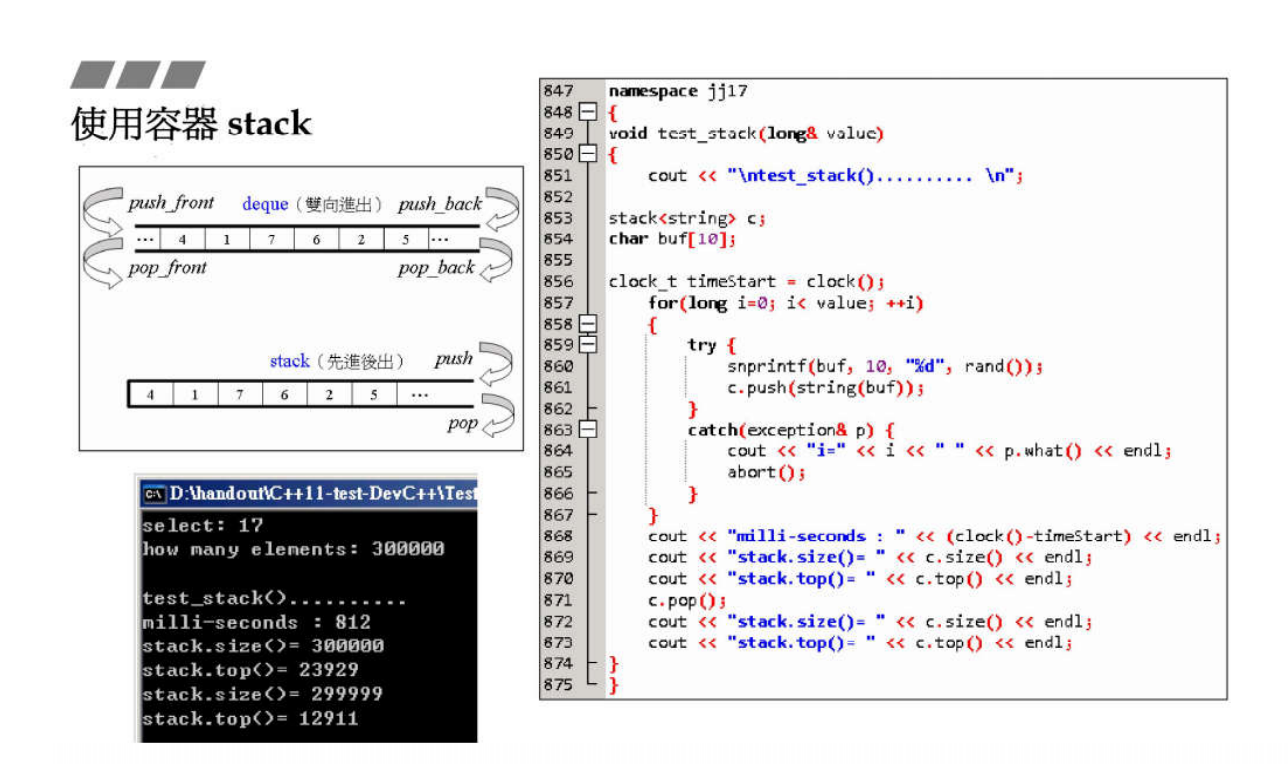 使用容器 stack
push_front deque（雙向進出） push_back
... 4 1 7 6 2 5 ...
pop_front pop_back
stack（先進後出） push
4 1 7 6 2 5 ...
pop
D:\handout\C++11-test-DevC++\Test
select: 17
how many elements: 300000
test_stack()..........
milli-seconds : 812
stack.size()= 300000
stack.top()= 23929
stack.size()= 299999
stack.top()= 12911
847 namespace jj17
848 {
849 void test_stack(long& value)
850 {
851 cout << "\ntest_stack().......... \n";
852
853 stack<string> c;
854 char buf[10];
855
856 clock_t timeStart = clock();
857 for(long i=0; i< value; ++i)
858 {
859 try {
860 snprintf(buf, 10, "%d", rand());
861 c.push(string(buf));
862 }
863 catch(exception& p) {
864 cout << "i=" << i << " " << p.what() << endl;
865 abort();
866 }
867 }
868 cout << "milli-seconds : " << (clock()-timeStart) << endl;
869 cout << "stack.size()= " << c.size() << endl;
870 cout << "stack.top()= " << c.top() << endl;
871 c.pop();
872 cout << "stack.size()= " << c.size() << endl;
873 cout << "stack.top()= " << c.top() << endl;
874 }
875 }